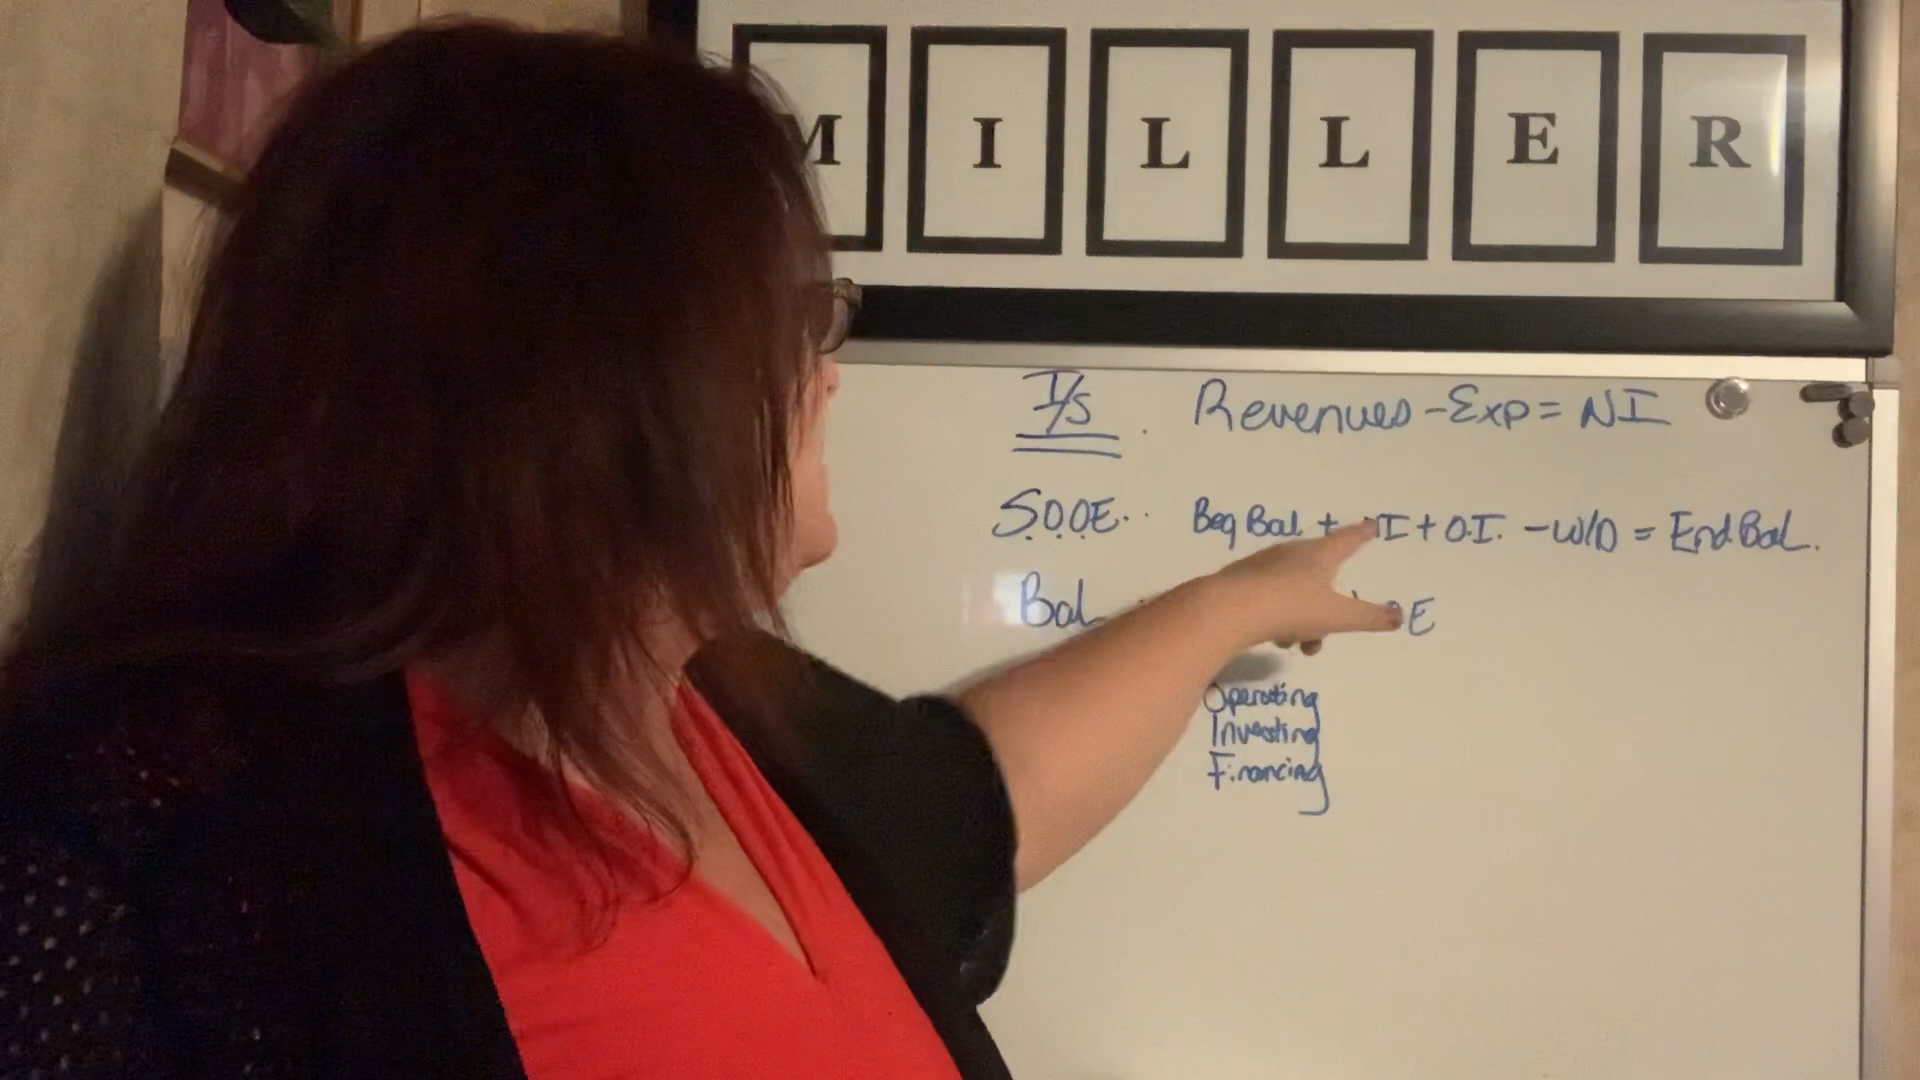 M I L L E R
I/S Revenues - Exp = NI
S.O.O.E. Beg Bal + NI + O.I. - W/D = End Bal.
Bal E
Operating
Investing
Financing